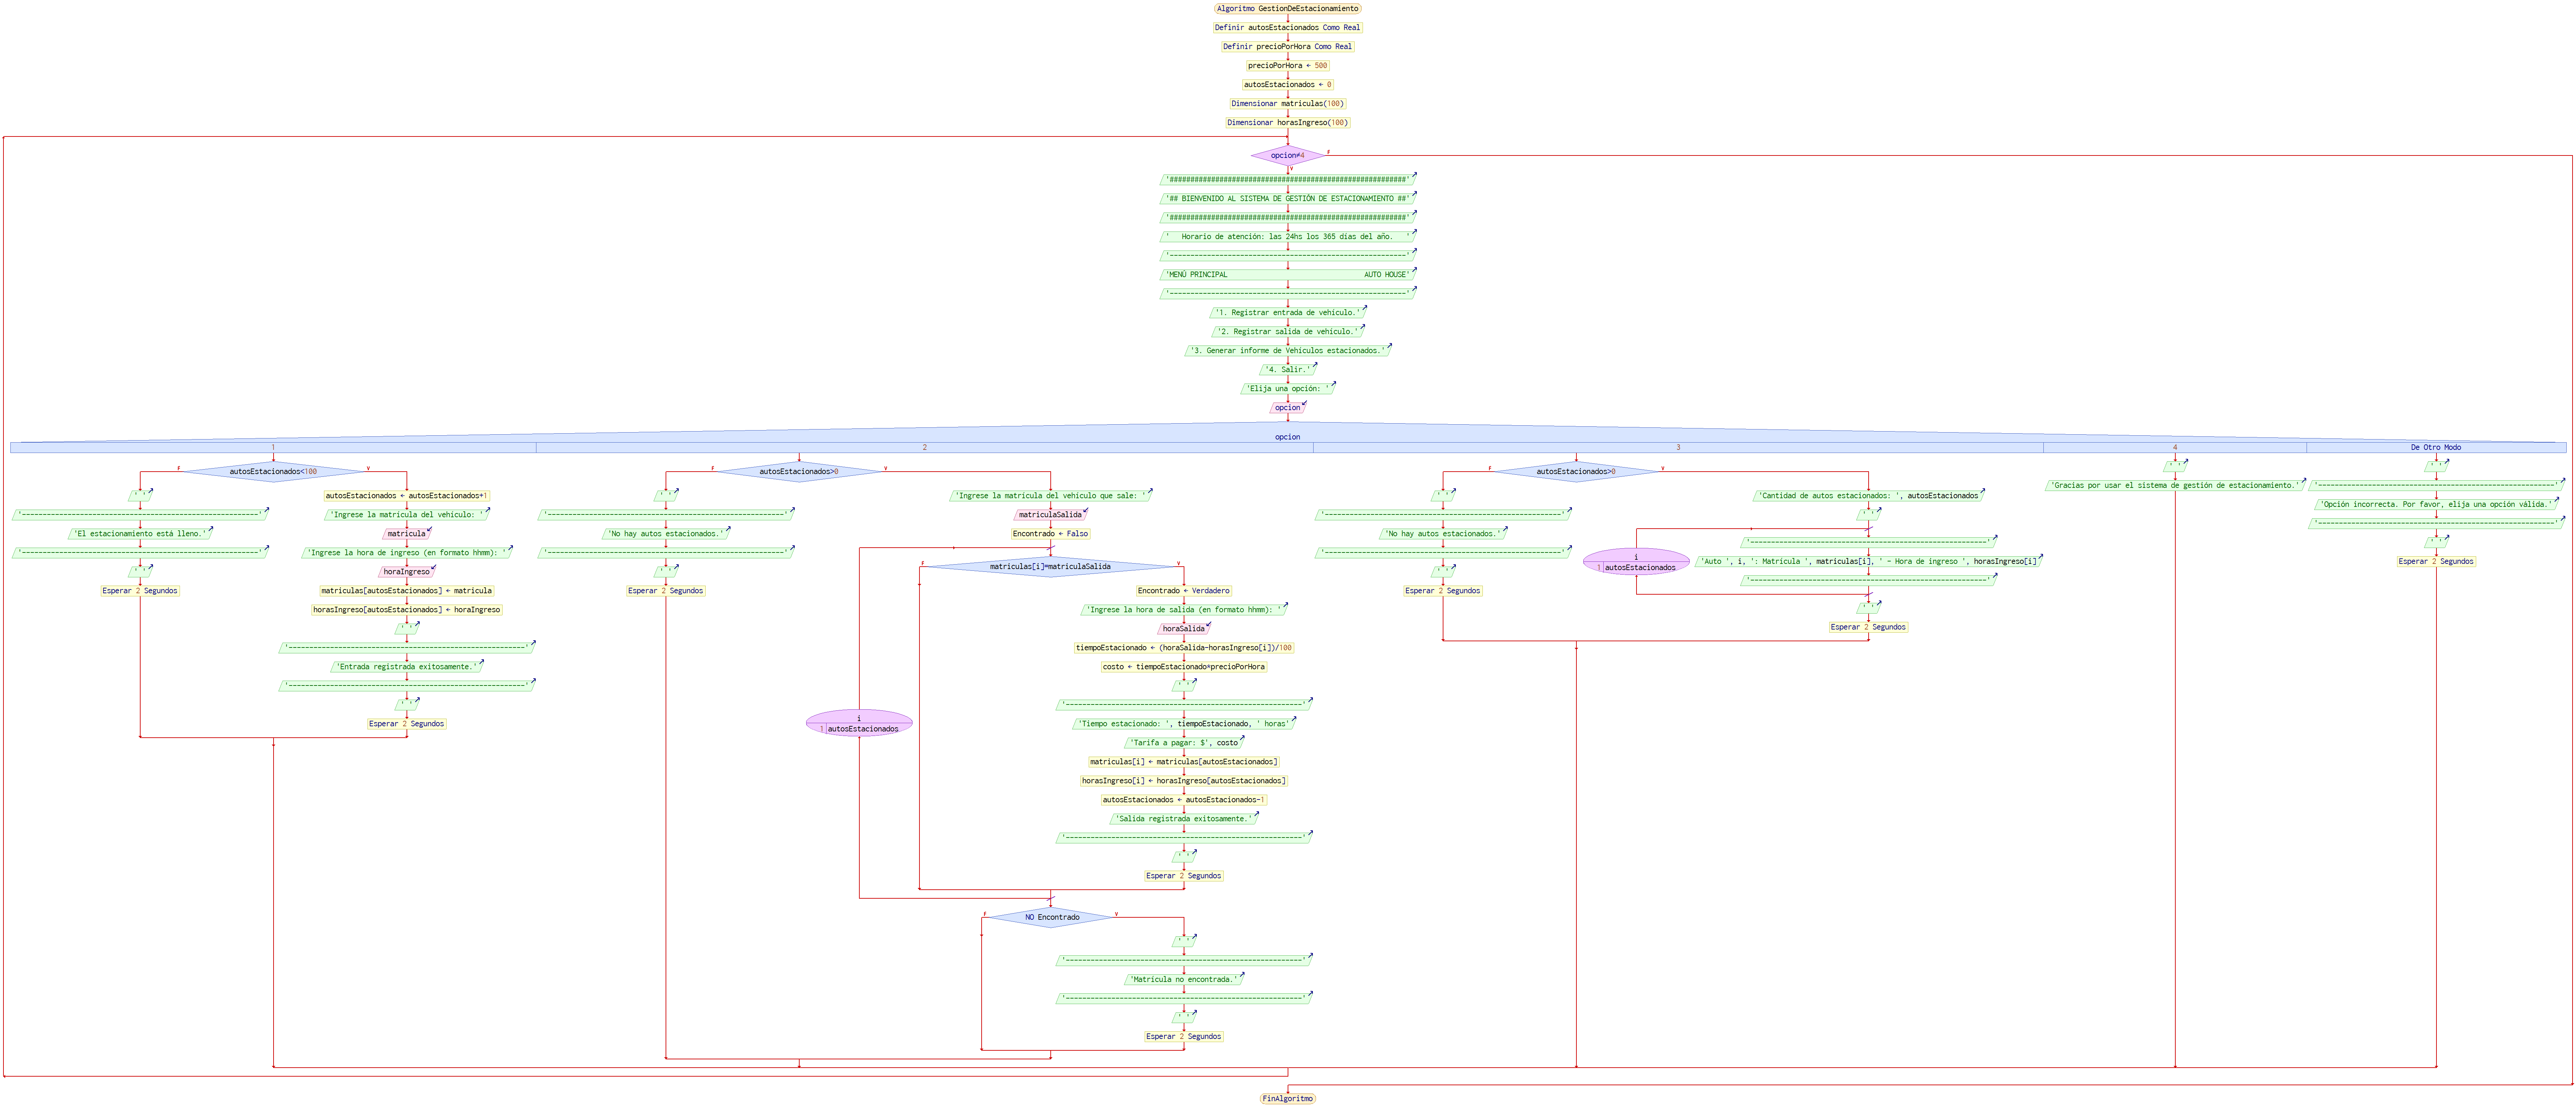 Algoritmo GestionDeEstacionamiento
Definir autosEstacionados Como Real
Definir precioPorHora Como Real
precioPorHora ← 500
autosEstacionados ← 0
Dimensionar matriculas(100)
Dimensionar horasIngreso(100)
opcion≠4
F
V
'#########################################################'
'## BIENVENIDO AL SISTEMA DE GESTIÓN DE ESTACIONAMIENTO ##'
'#########################################################'
'   Horario de atención: las 24hs los 365 días del año.   '
'---------------------------------------------------------'
'MENÚ PRINCIPAL                                 AUTO HOUSE'
'---------------------------------------------------------'
'1. Registrar entrada de vehículo.'
'2. Registrar salida de vehículo.'
'3. Generar informe de Vehículos estacionados.'
'4. Salir.'
'Elija una opción: '
opcion
opcion
1
autosEstacionados<100
F
V
' '
'---------------------------------------------------------'
'El estacionamiento está lleno.'
'---------------------------------------------------------'
' '
Esperar 2 Segundos
autosEstacionados ← autosEstacionados+1
'Ingrese la matrícula del vehículo: '
matricula
'Ingrese la hora de ingreso (en formato hhmm): '
horaIngreso
matriculas[autosEstacionados] ← matricula
horasIngreso[autosEstacionados] ← horaIngreso
' '
'---------------------------------------------------------'
'Entrada registrada exitosamente.'
'---------------------------------------------------------'
' '
Esperar 2 Segundos
2
autosEstacionados>0
F
V
' '
'---------------------------------------------------------'
'No hay autos estacionados.'
'---------------------------------------------------------'
' '
Esperar 2 Segundos
'Ingrese la matrícula del vehículo que sale: '
matriculaSalida
Encontrado ← Falso
i
1 autosEstacionados
matriculas[i]=matriculaSalida
F
V
Encontrado ← Verdadero
'Ingrese la hora de salida (en formato hhmm): '
horaSalida
tiempoEstacionado ← (horaSalida-horasIngreso[i])/100
costo ← tiempoEstacionado*precioPorHora
' '
'---------------------------------------------------------'
'Tiempo estacionado: ', tiempoEstacionado, ' horas'
'Tarifa a pagar: $', costo
matriculas[i] ← matriculas[autosEstacionados]
horasIngreso[i] ← horasIngreso[autosEstacionados]
autosEstacionados ← autosEstacionados-1
'Salida registrada exitosamente.'
'---------------------------------------------------------'
' '
Esperar 2 Segundos
NO Encontrado
F
V
' '
'---------------------------------------------------------'
'Matrícula no encontrada.'
'---------------------------------------------------------'
' '
Esperar 2 Segundos
3
autosEstacionados>0
F
V
' '
'---------------------------------------------------------'
'No hay autos estacionados.'
'---------------------------------------------------------'
' '
Esperar 2 Segundos
'Cantidad de autos estacionados: ', autosEstacionados
' '
i
1 autosEstacionados
'---------------------------------------------------------'
'Auto ', i, ': Matricula ', matriculas[i], ' - Hora de ingreso ', horasIngreso[i]
'---------------------------------------------------------'
' '
Esperar 2 Segundos
4
' '
'Gracias por usar el sistema de gestión de estacionamiento.'
De Otro Modo
' '
'---------------------------------------------------------'
'Opción incorrecta. Por favor, elija una opción válida.'
'---------------------------------------------------------'
' '
Esperar 2 Segundos
FinAlgoritmo